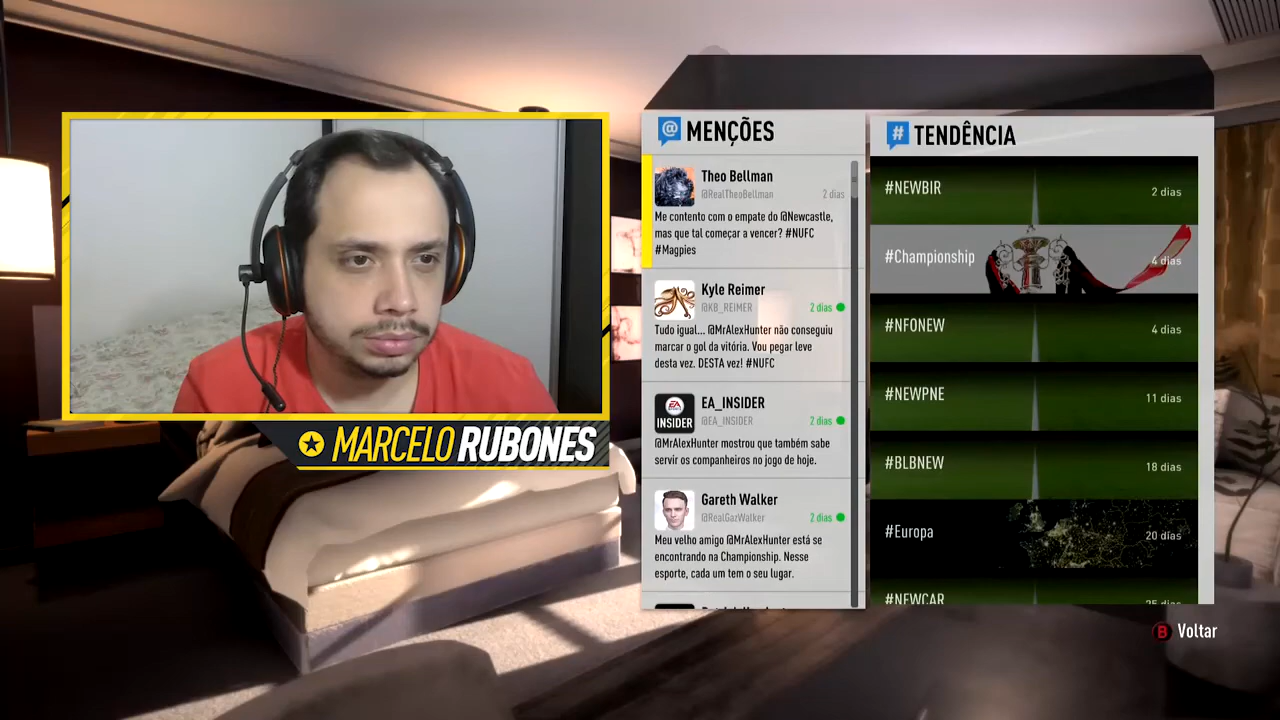 MARCELO RUBONES
@ MENÇÕES
Theo Bellman
@RealTheoBellman 2 dias
Me contento com o empate do @Newcastle,
mas que tal começar a vencer? #NUFC
#Magpies
Kyle Reimer
@KB_REIMER 2 dias
Tudo igual... @MrAlexHunter não conseguiu
marcar o gol da vitória. Vou pegar leve
desta vez. DESTA vez! #NUFC
EA INSIDER
EA_INSIDER
@EA_INSIDER 2 dias
@MrAlexHunter mostrou que também sabe
servir os companheiros no jogo de hoje.
Gareth Walker
@RealGazWalker 2 dias
Meu velho amigo @MrAlexHunter está se
encontrando na Championship. Nesse
esporte, cada um tem o seu lugar.
# TENDÊNCIA
#NEWBIR 2 dias
#Championship 4 dias
#NFONEW 4 dias
#NEWPNE 11 dias
#BLBNEW 18 dias
#Europa 20 dias
#NEWCAR 25 dias
B Voltar